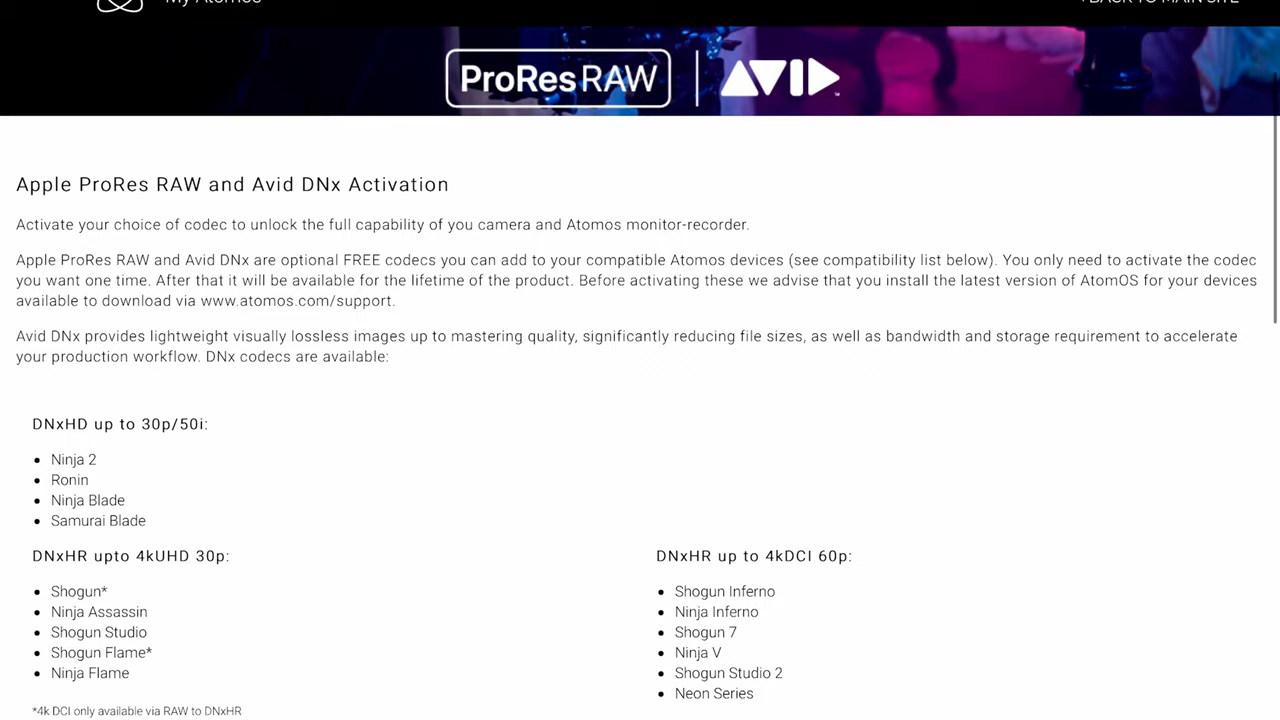 My Atomos
BACK TO MAIN SITE
ProRes RAW
AVID
Apple ProRes RAW and Avid DNx Activation
Activate your choice of codec to unlock the full capability of you camera and Atomos monitor-recorder.
Apple ProRes RAW and Avid DNx are optional FREE codecs you can add to your compatible Atomos devices (see compatibility list below). You only need to activate the codec
you want one time. After that it will be available for the lifetime of the product. Before activating these we advise that you install the latest version of AtomOS for your devices
available to download via www.atomos.com/support.
Avid DNx provides lightweight visually lossless images up to mastering quality, significantly reducing file sizes, as well as bandwidth and storage requirement to accelerate
your production workflow. DNx codecs are available:
DNxHD up to 30p/50i:
• Ninja 2
• Ronin
• Ninja Blade
• Samurai Blade
DNxHR upto 4kUHD 30p:
• Shogun*
• Ninja Assassin
• Shogun Studio
• Shogun Flame*
• Ninja Flame
*4k DCI only available via RAW to DNxHR
DNxHR up to 4kDCI 60p:
• Shogun Inferno
• Ninja Inferno
• Shogun 7
• Ninja V
• Shogun Studio 2
• Neon Series